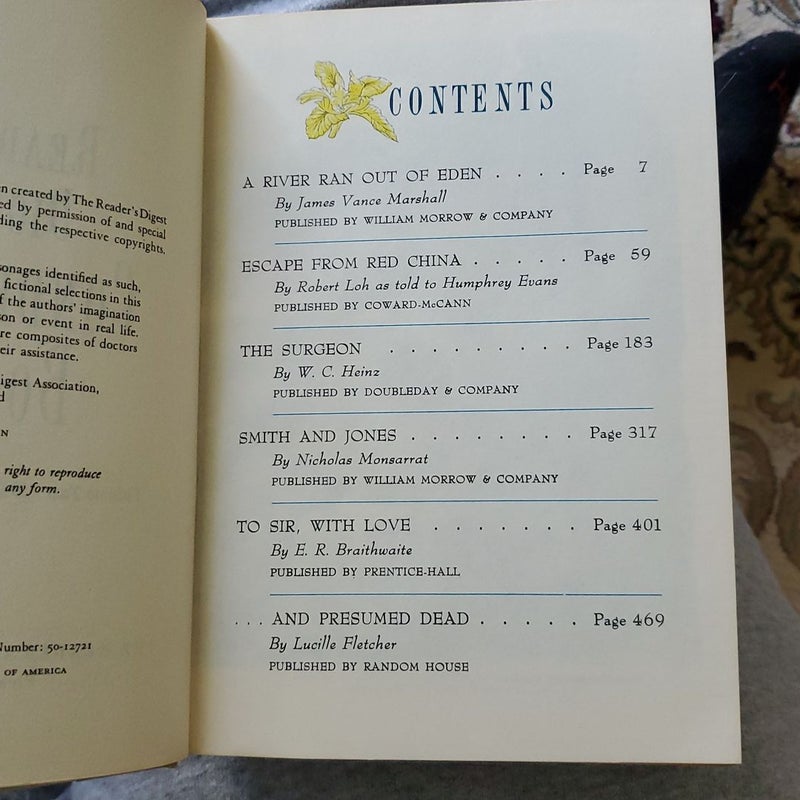 n created by The Reader's Digest
ed by permission of and special
ding the respective copyrights.
sonages identified as such,
fictional selections in this
f the authors' imagination
son or event in real life.
re composites of doctors
eir assistance.
igest Association,
d
N
right to reproduce
any form.
Number: 50-12721
OF AMERICA
CONTENTS
A RIVER RAN OUT OF EDEN . . . . Page 7
By James Vance Marshall
PUBLISHED BY WILLIAM MORROW & COMPANY
ESCAPE FROM RED CHINA . . . . . Page 59
By Robert Loh as told to Humphrey Evans
PUBLISHED BY COWARD-McCANN
THE SURGEON . . . . . . . . . Page 183
By W. C. Heinz
PUBLISHED BY DOUBLEDAY & COMPANY
SMITH AND JONES . . . . . . . . Page 317
By Nicholas Monsarrat
PUBLISHED BY WILLIAM MORROW & COMPANY
TO SIR, WITH LOVE . . . . . . . Page 401
By E. R. Braithwaite
PUBLISHED BY PRENTICE-HALL
. . . AND PRESUMED DEAD . . . . . Page 469
By Lucille Fletcher
PUBLISHED BY RANDOM HOUSE